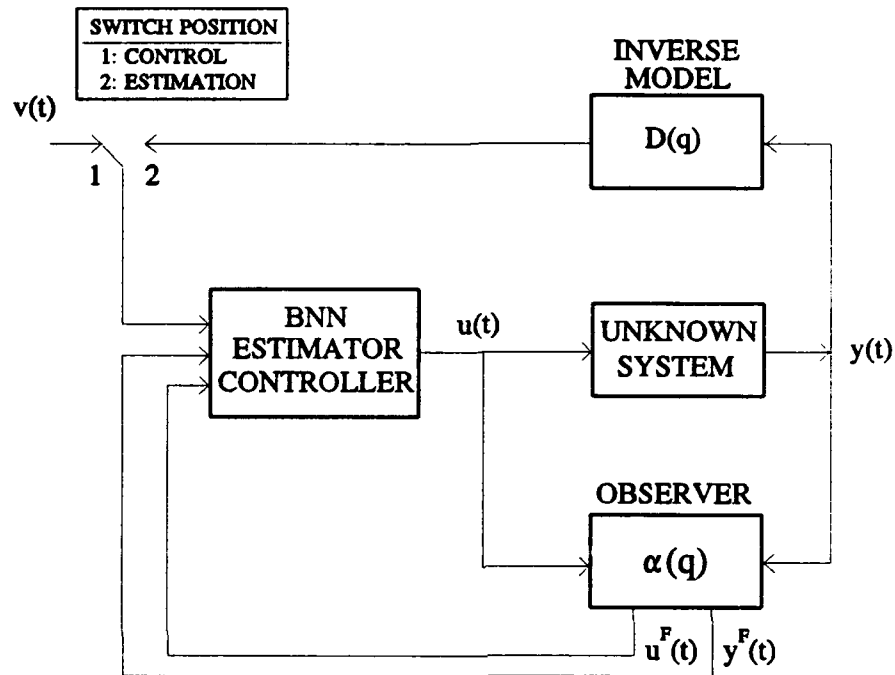 SWITCH POSITION
1: CONTROL
2: ESTIMATION
INVERSE
MODEL
D(q)
v(t)
1
2
BNN
ESTIMATOR
CONTROLLER
u(t)
UNKNOWN
SYSTEM
y(t)
OBSERVER
α(q)
u^F(t)
y^F(t)